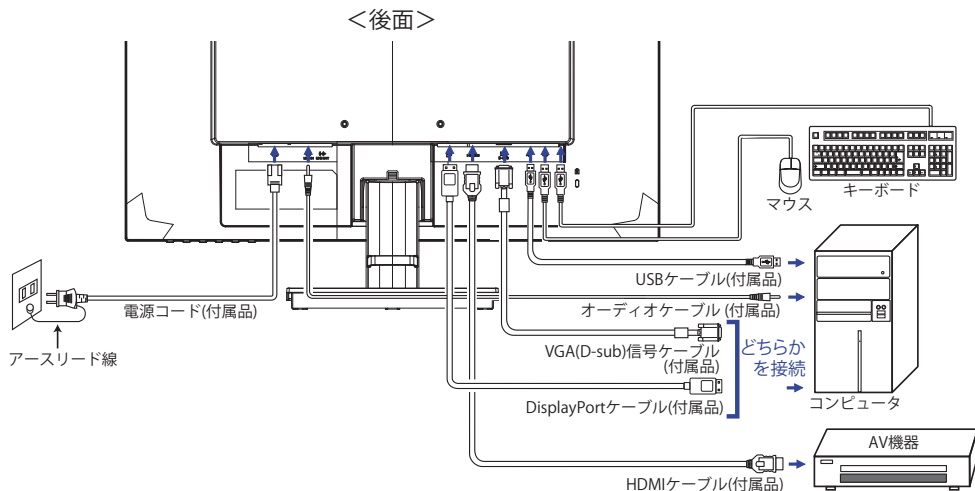 ＜後面＞
マウス
キーボード
USBケーブル(付属品)
電源コード(付属品)
オーディオケーブル (付属品)
アースリード線
VGA(D-sub)信号ケーブル
(付属品)
どちらか
を接続
DisplayPortケーブル(付属品)
コンピュータ
AV機器
HDMIケーブル(付属品)